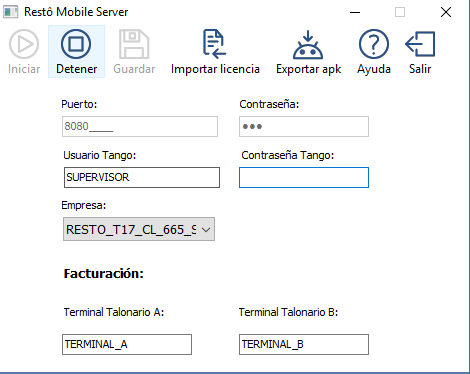 Restô Mobile Server
Iniciar Detener Guardar Importar licencia Exportar apk Ayuda Salir
Puerto: Contraseña:
8080____ ●●●
Usuario Tango: Contraseña Tango:
SUPERVISOR
Empresa:
RESTO_T17_CL_665_S
Facturación:
Terminal Talonario A: Terminal Talonario B:
TERMINAL_A TERMINAL_B